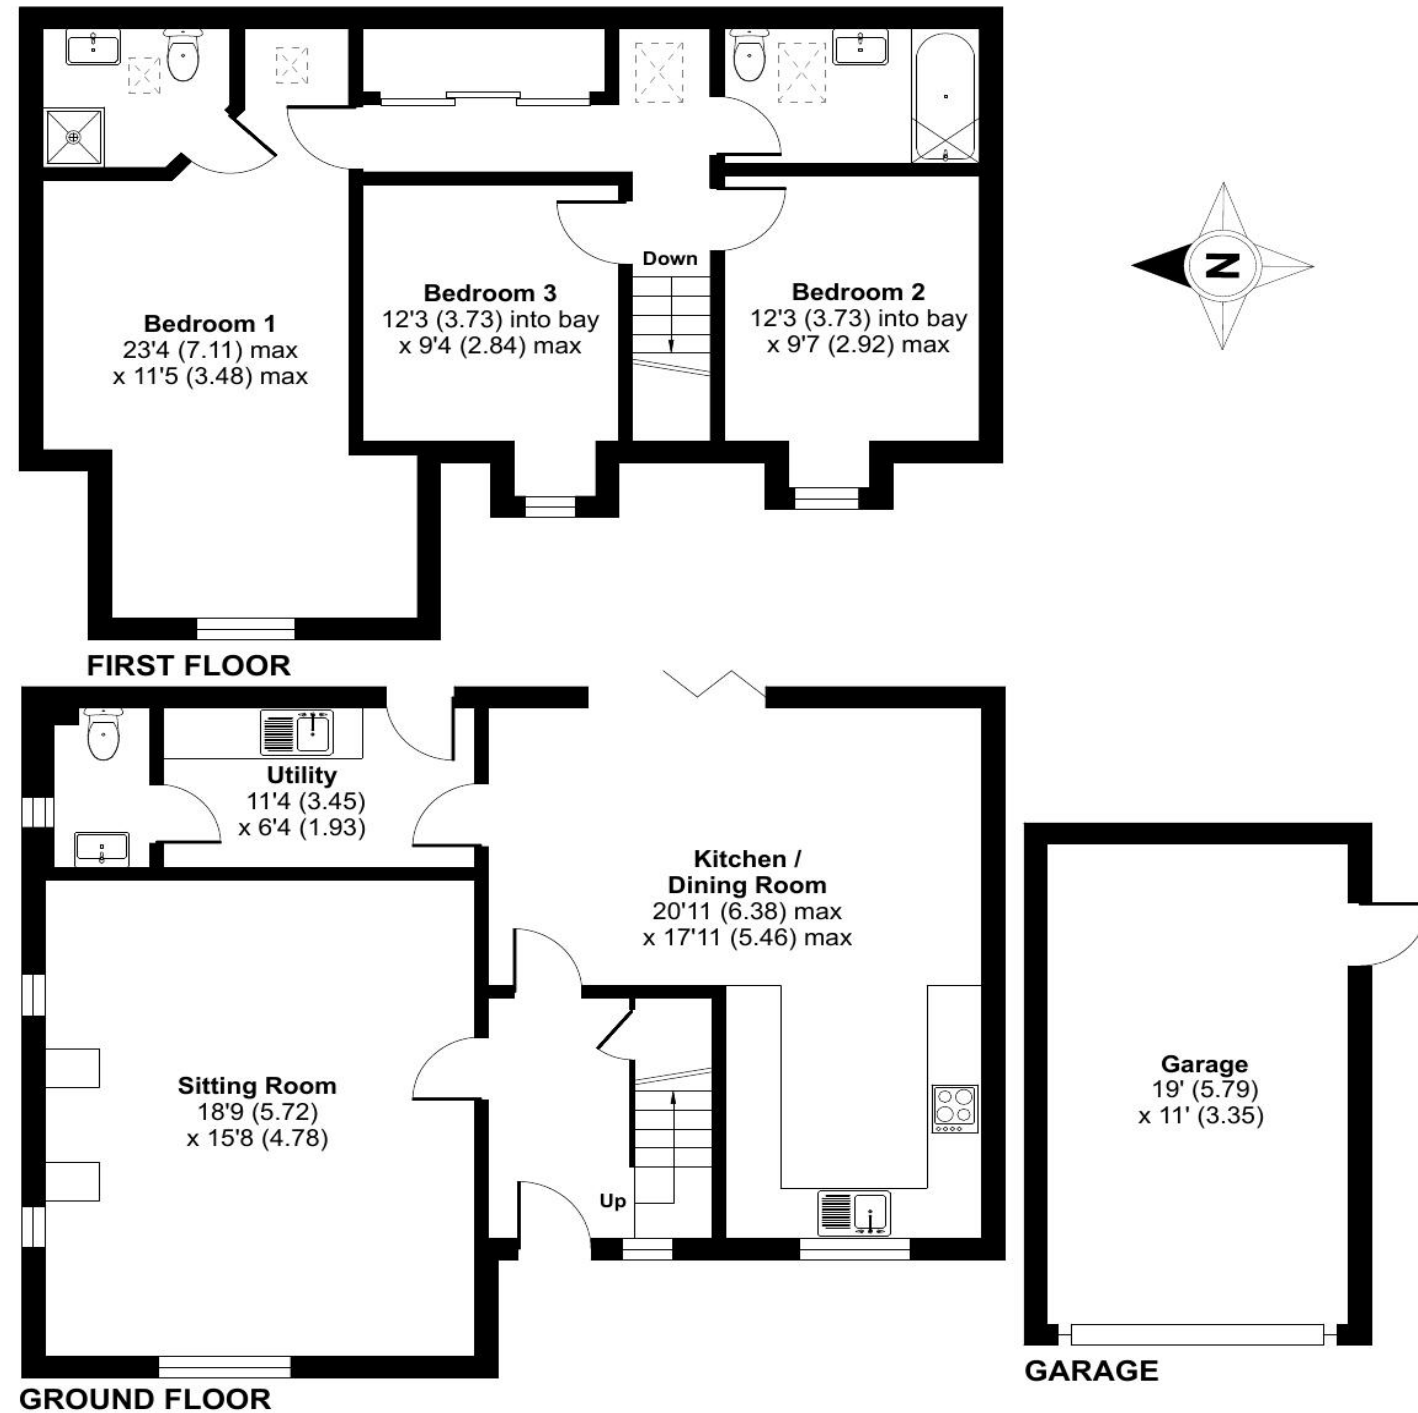 Bedroom 1
23'4 (7.11) max
x 11'5 (3.48) max
Bedroom 3
12'3 (3.73) into bay
x 9'4 (2.84) max
Down
Bedroom 2
12'3 (3.73) into bay
x 9'7 (2.92) max
N
FIRST FLOOR
Utility
11'4 (3.45)
x 6'4 (1.93)
Kitchen /
Dining Room
20'11 (6.38) max
x 17'11 (5.46) max
Sitting Room
18'9 (5.72)
x 15'8 (4.78)
Up
Garage
19' (5.79)
x 11' (3.35)
GARAGE
GROUND FLOOR